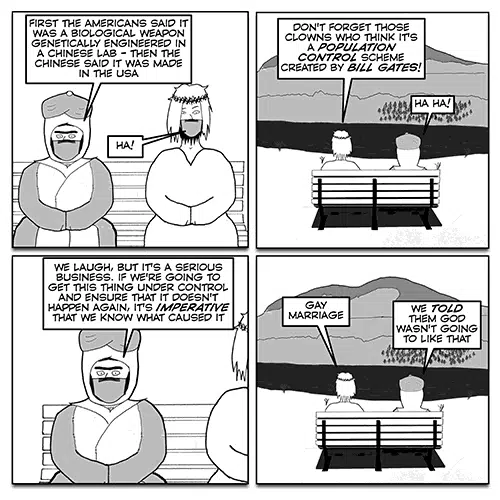 FIRST THE AMERICANS SAID IT
WAS A BIOLOGICAL WEAPON
GENETICALLY ENGINEERED IN
A CHINESE LAB - THEN THE
CHINESE SAID IT WAS MADE
IN THE USA
HA!
DON'T FORGET THOSE
CLOWNS WHO THINK IT'S
A POPULATION
CONTROL SCHEME
CREATED BY BILL GATES!
HA HA!
WE LAUGH, BUT IT'S A SERIOUS
BUSINESS. IF WE'RE GOING TO
GET THIS THING UNDER CONTROL
AND ENSURE THAT IT DOESN'T
HAPPEN AGAIN, IT'S IMPERATIVE
THAT WE KNOW WHAT CAUSED IT
GAY
MARRIAGE
WE TOLD
THEM GOD
WASN'T GOING
TO LIKE THAT